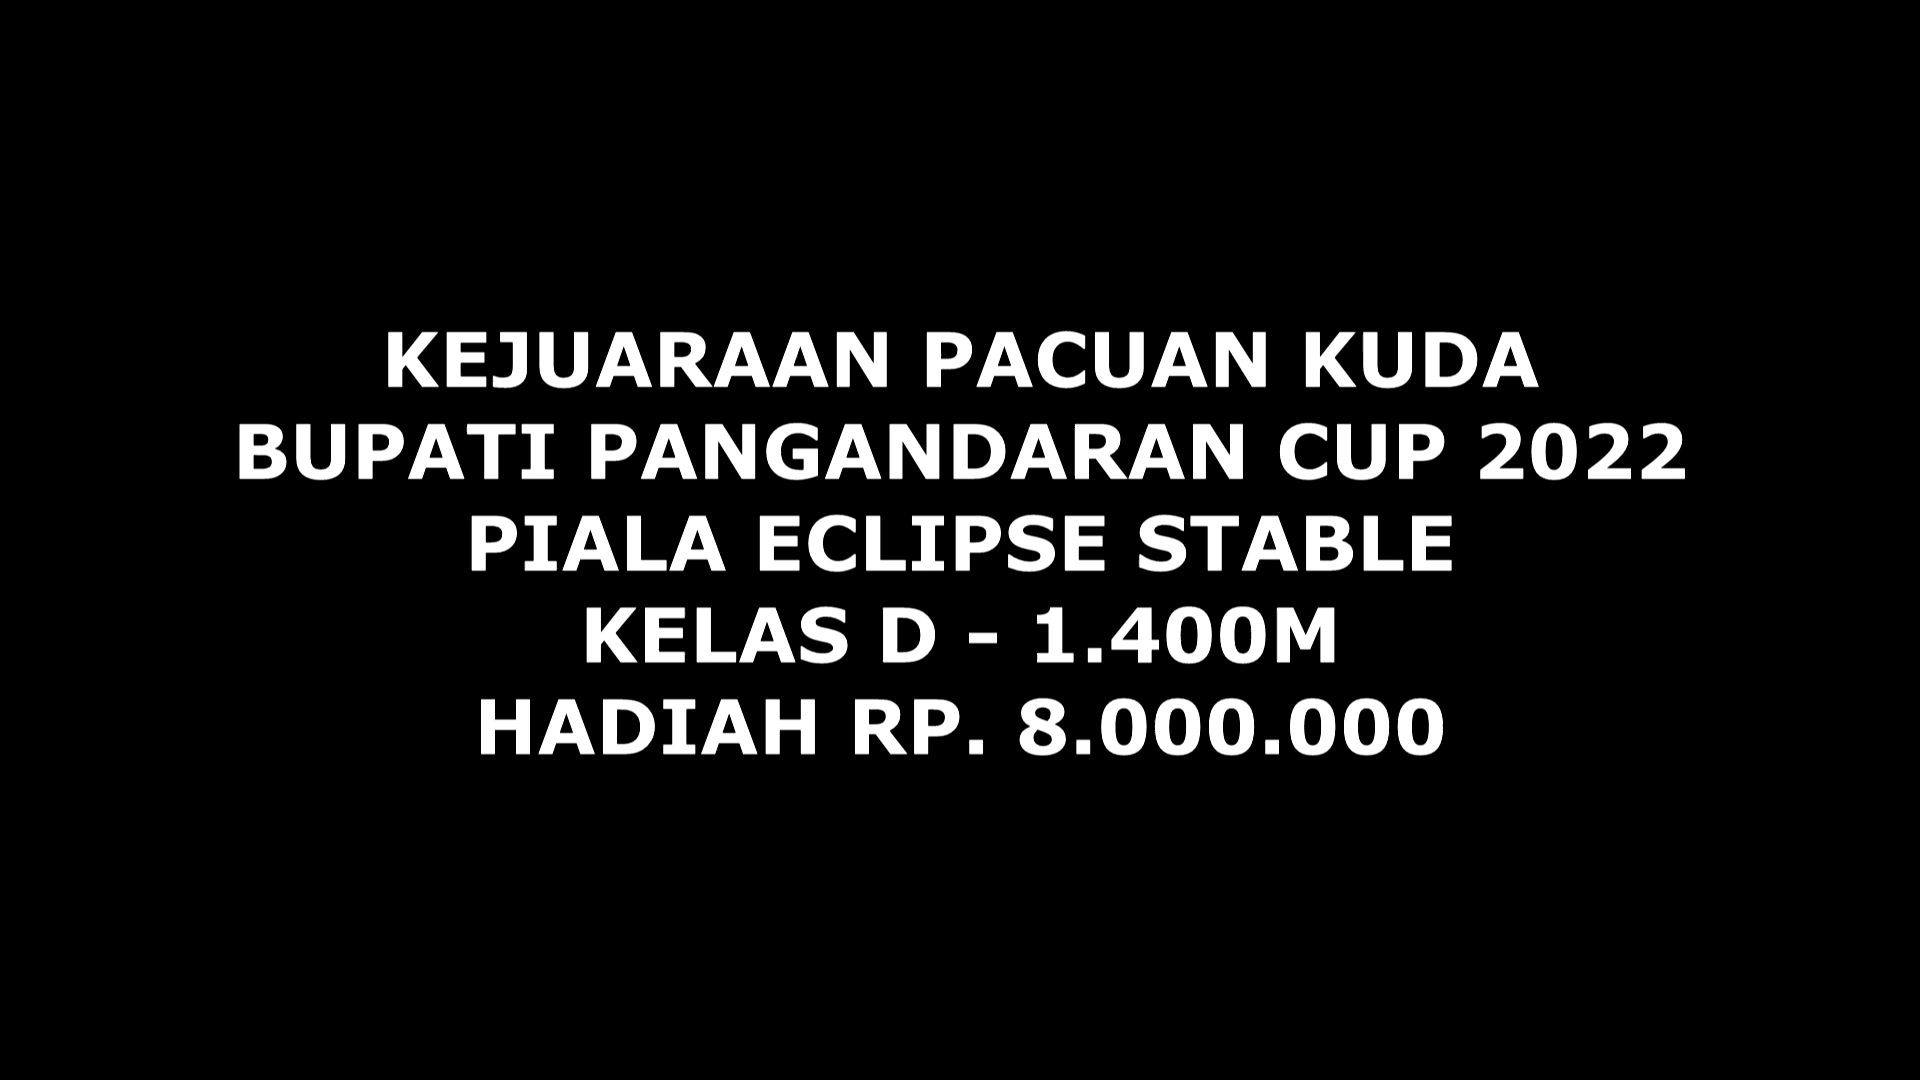 KEJUARAAN PACUAN KUDA
BUPATI PANGANDARAN CUP 2022
PIALA ECLIPSE STABLE
KELAS D - 1.400M
HADIAH RP. 8.000.000